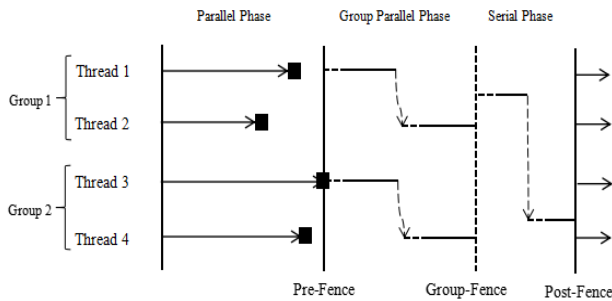 Parallel Phase Group Parallel Phase Serial Phase
Thread 1
Group 1
Thread 2
Thread 3
Group 2
Thread 4
Pre-Fence Group-Fence Post-Fence